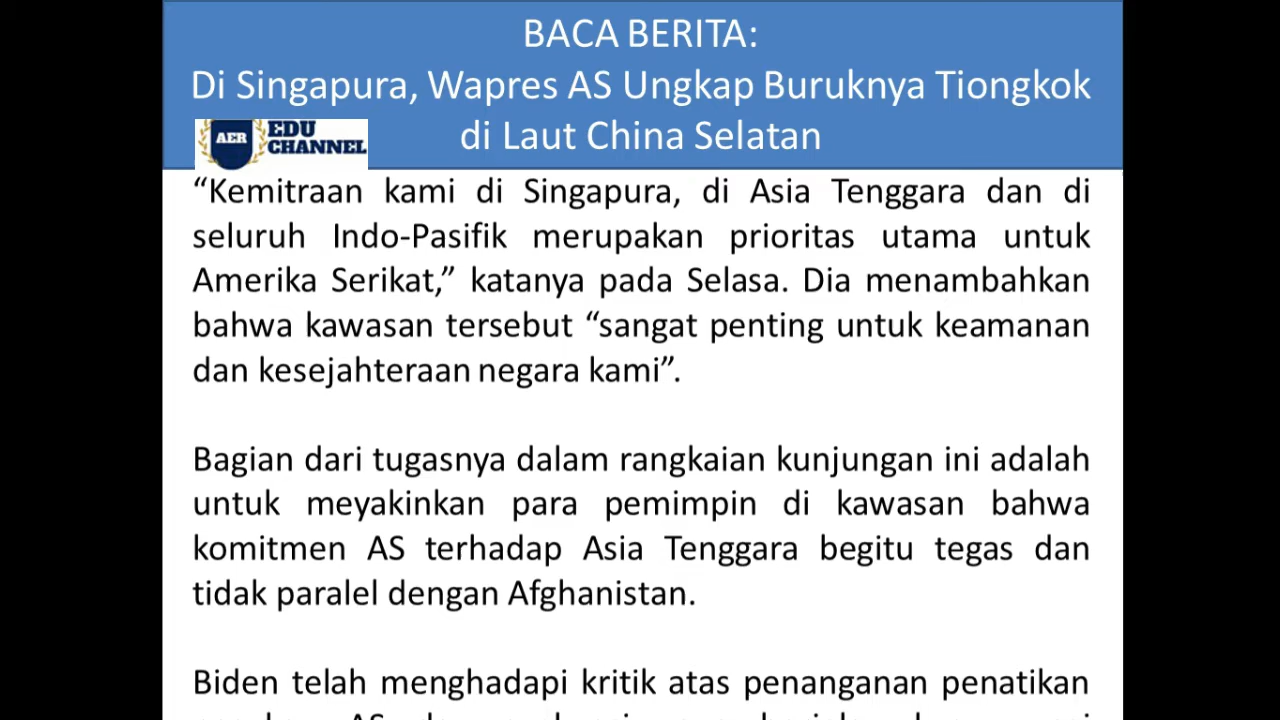 BACA BERITA:
Di Singapura, Wapres AS Ungkap Buruknya Tiongkok
di Laut China Selatan
AER
EDU
CHANNEL
“Kemitraan kami di Singapura, di Asia Tenggara dan di
seluruh Indo-Pasifik merupakan prioritas utama untuk
Amerika Serikat,” katanya pada Selasa. Dia menambahkan
bahwa kawasan tersebut “sangat penting untuk keamanan
dan kesejahteraan negara kami”.
Bagian dari tugasnya dalam rangkaian kunjungan ini adalah
untuk meyakinkan para pemimpin di kawasan bahwa
komitmen AS terhadap Asia Tenggara begitu tegas dan
tidak paralel dengan Afghanistan.
Biden telah menghadapi kritik atas penanganan penatikan